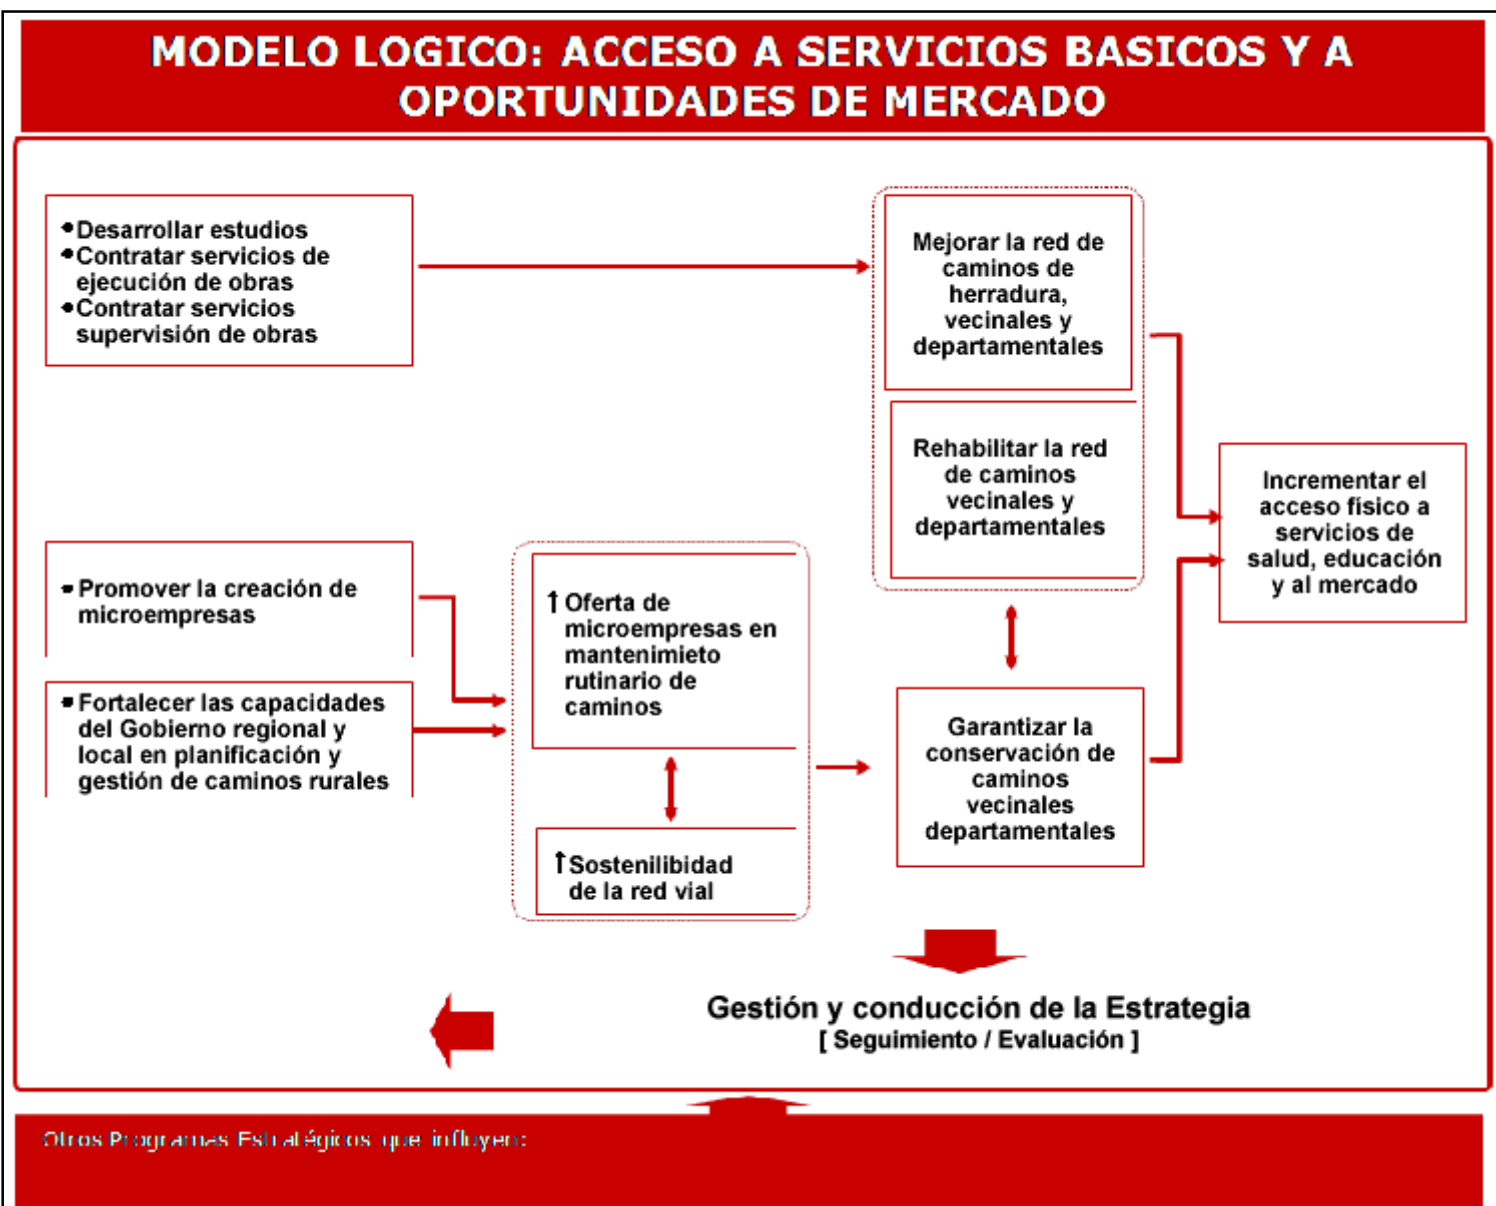 MODELO LOGICO: ACCESO A SERVICIOS BASICOS Y A
OPORTUNIDADES DE MERCADO
•Desarrollar estudios
•Contratar servicios de
ejecución de obras
•Contratar servicios
supervisión de obras
Mejorar la red de
caminos de
herradura,
vecinales y
departamentales
Rehabilitar la red
de caminos
vecinales y
departamentales
Incrementar el
acceso físico a
servicios de
salud, educación
y al mercado
▪ Promover la creación de
microempresas
▪ Fortalecer las capacidades
del Gobierno regional y
local en planificación y
gestión de caminos rurales
↑ Oferta de
microempresas en
mantenimieto
rutinario de
caminos
↑ Sostenilibidad
de la red vial
Garantizar la
conservación de
caminos
vecinales
departamentales
Gestión y conducción de la Estrategia
[ Seguimiento / Evaluación ]
Otros Programas Estratégicos que influyen: